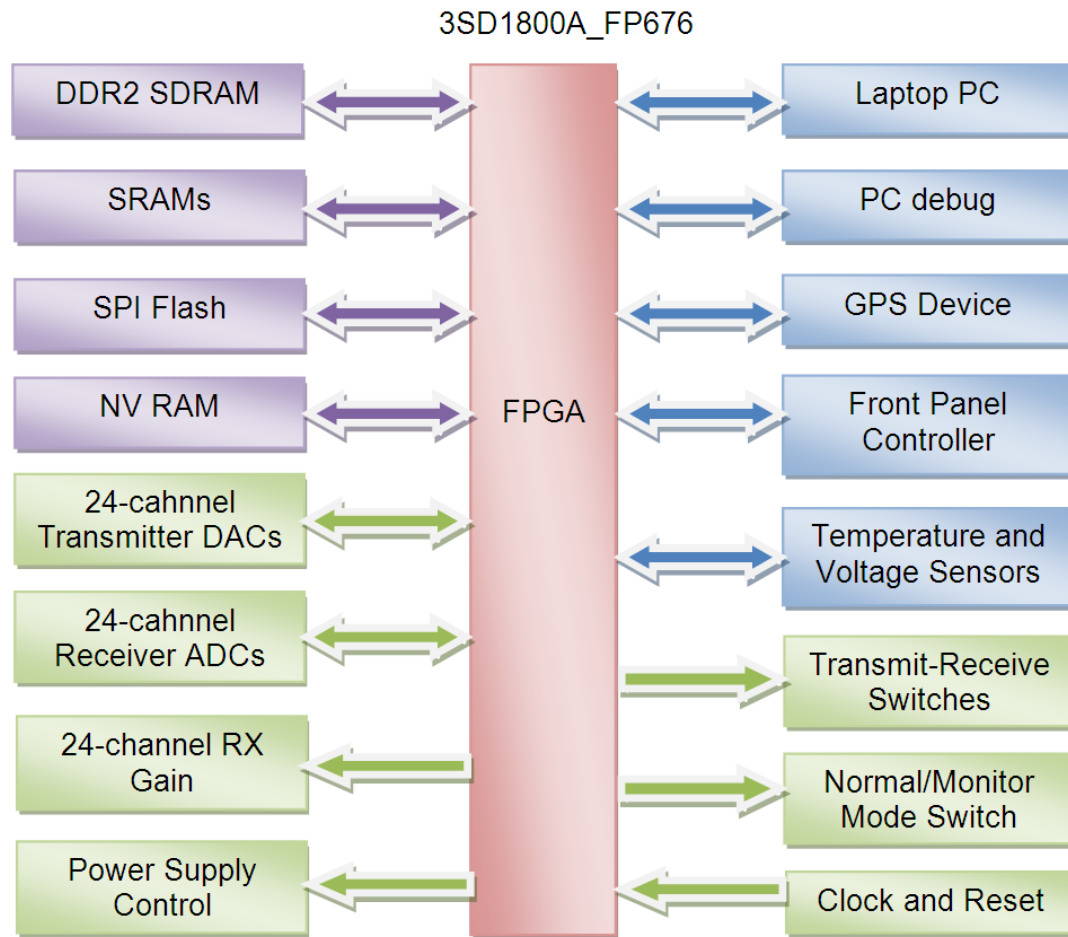 3SD1800A_FP676
DDR2 SDRAM
SRAMs
SPI Flash
NV RAM
24-cahnnel
Transmitter DACs
24-cahnnel
Receiver ADCs
24-channel RX
Gain
Power Supply
Control
FPGA
Laptop PC
PC debug
GPS Device
Front Panel
Controller
Temperature and
Voltage Sensors
Transmit-Receive
Switches
Normal/Monitor
Mode Switch
Clock and Reset